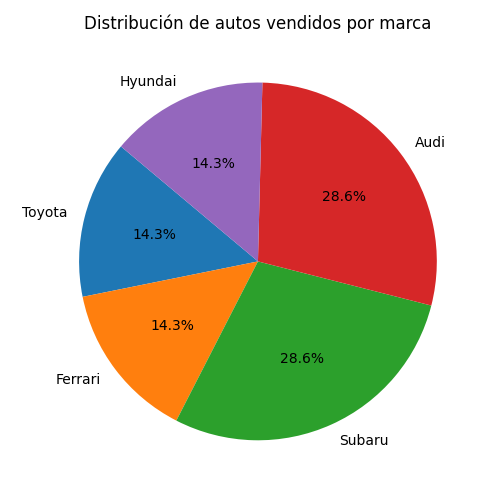 Distribución de autos vendidos por marca
Hyundai
14.3%
Audi
28.6%
Toyota
14.3%
Ferrari
14.3%
Subaru
28.6%